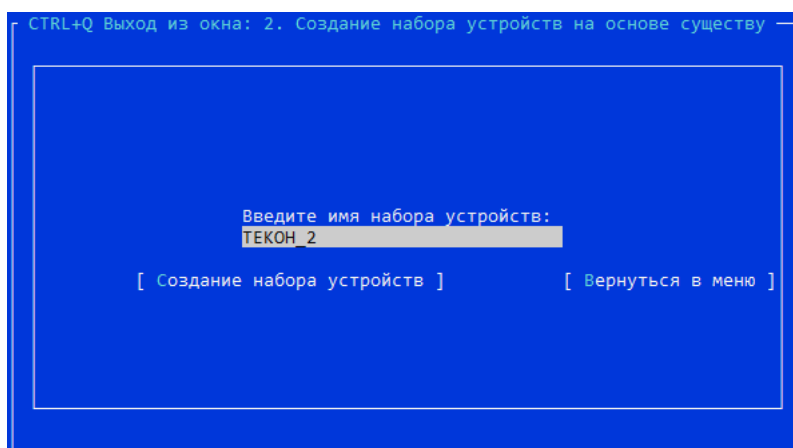 CTRL+Q Выход из окна: 2. Создание набора устройств на основе существу
Введите имя набора устройств:
ТЕКОН_2
[ Создание набора устройств ] [ Вернуться в меню ]